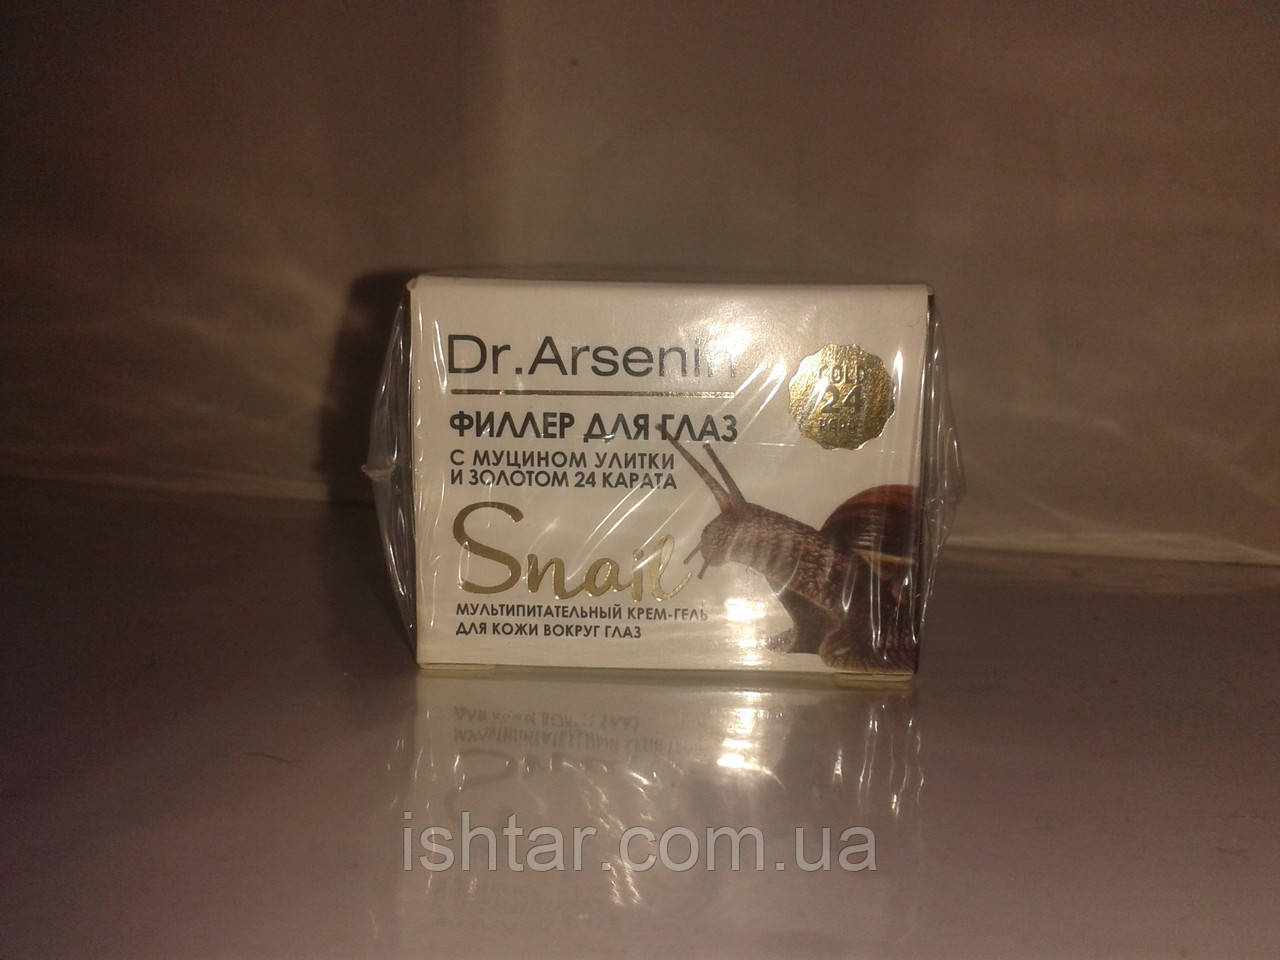 Dr.Arsenin
GOLD
24
ФИЛЛЕР ДЛЯ ГЛАЗ
С МУЦИНОМ УЛИТКИ
И ЗОЛОТОМ 24 КАРАТА
Snail
МУЛЬТИПИТАТЕЛЬНЫЙ КРЕМ-ГЕЛЬ
ДЛЯ КОЖИ ВОКРУГ ГЛАЗ
ishtar.com.ua